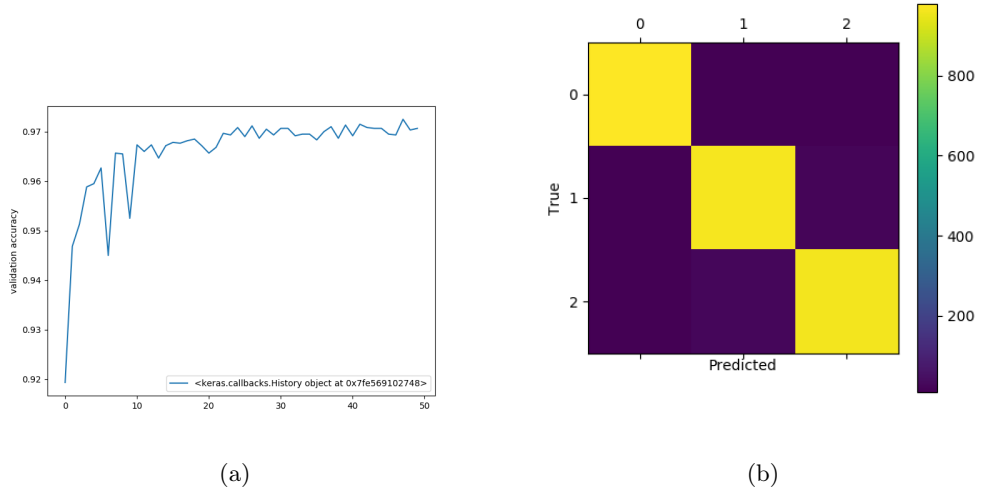 0 1 2
0
1
2
True
Predicted
800
600
400
200
0.97
0.96
0.95
0.94
0.93
0.92
validation accuracy
<keras.callbacks.History object at 0x7fe569102748>
0 10 20 30 40 50
(a) (b)